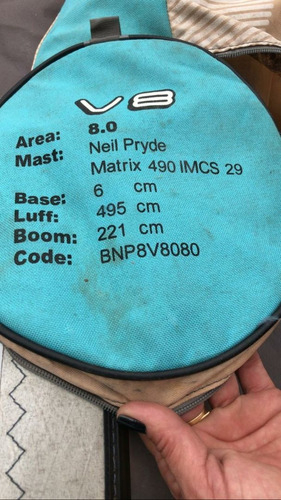 V8
Area: 8.0
Mast: Neil Pryde
Matrix 490 IMCS 29
Base: 6 cm
Luff: 495 cm
Boom: 221 cm
Code: BNP8V8080